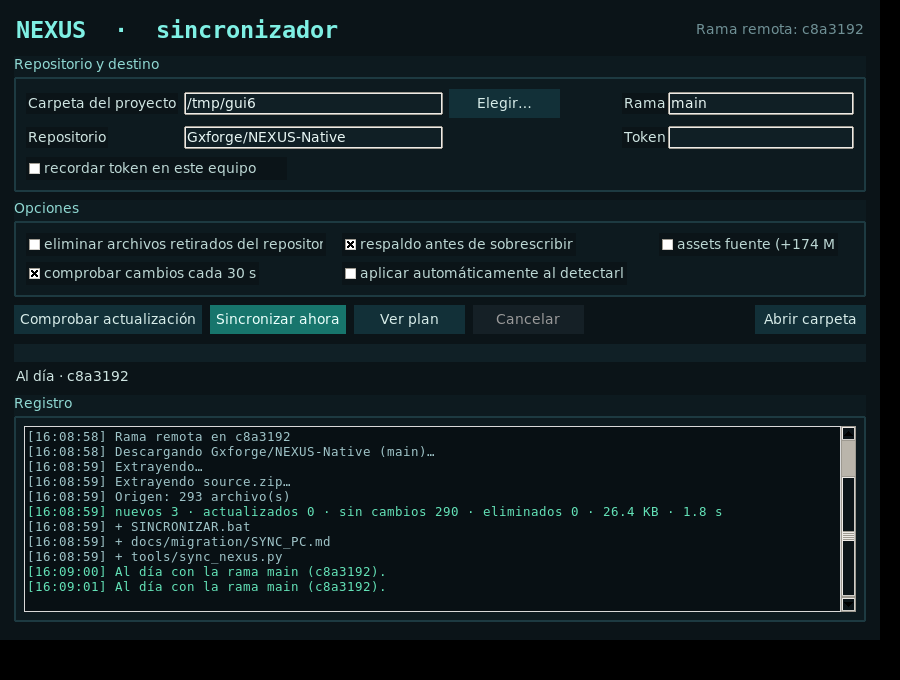 NEXUS · sincronizador
Rama remota: c8a3192
Repositorio y destino
Carpeta del proyecto /tmp/gui6 Elegir… Rama main
Repositorio Gxforge/NEXUS-Native Token
recordar token en este equipo
Opciones
eliminar archivos retirados del repositor respaldo antes de sobrescribir assets fuente (+174 M
comprobar cambios cada 30 s aplicar automáticamente al detectarl
Comprobar actualización Sincronizar ahora Ver plan Cancelar Abrir carpeta
Al día · c8a3192
Registro
[16:08:58] Rama remota en c8a3192
[16:08:58] Descargando Gxforge/NEXUS-Native (main)…
[16:08:59] Extrayendo…
[16:08:59] Extrayendo source.zip…
[16:08:59] Origen: 293 archivo(s)
[16:08:59] nuevos 3 · actualizados 0 · sin cambios 290 · eliminados 0 · 26.4 KB · 1.8 s
[16:08:59] + SINCRONIZAR.bat
[16:08:59] + docs/migration/SYNC_PC.md
[16:08:59] + tools/sync_nexus.py
[16:09:00] Al día con la rama main (c8a3192).
[16:09:01] Al día con la rama main (c8a3192).